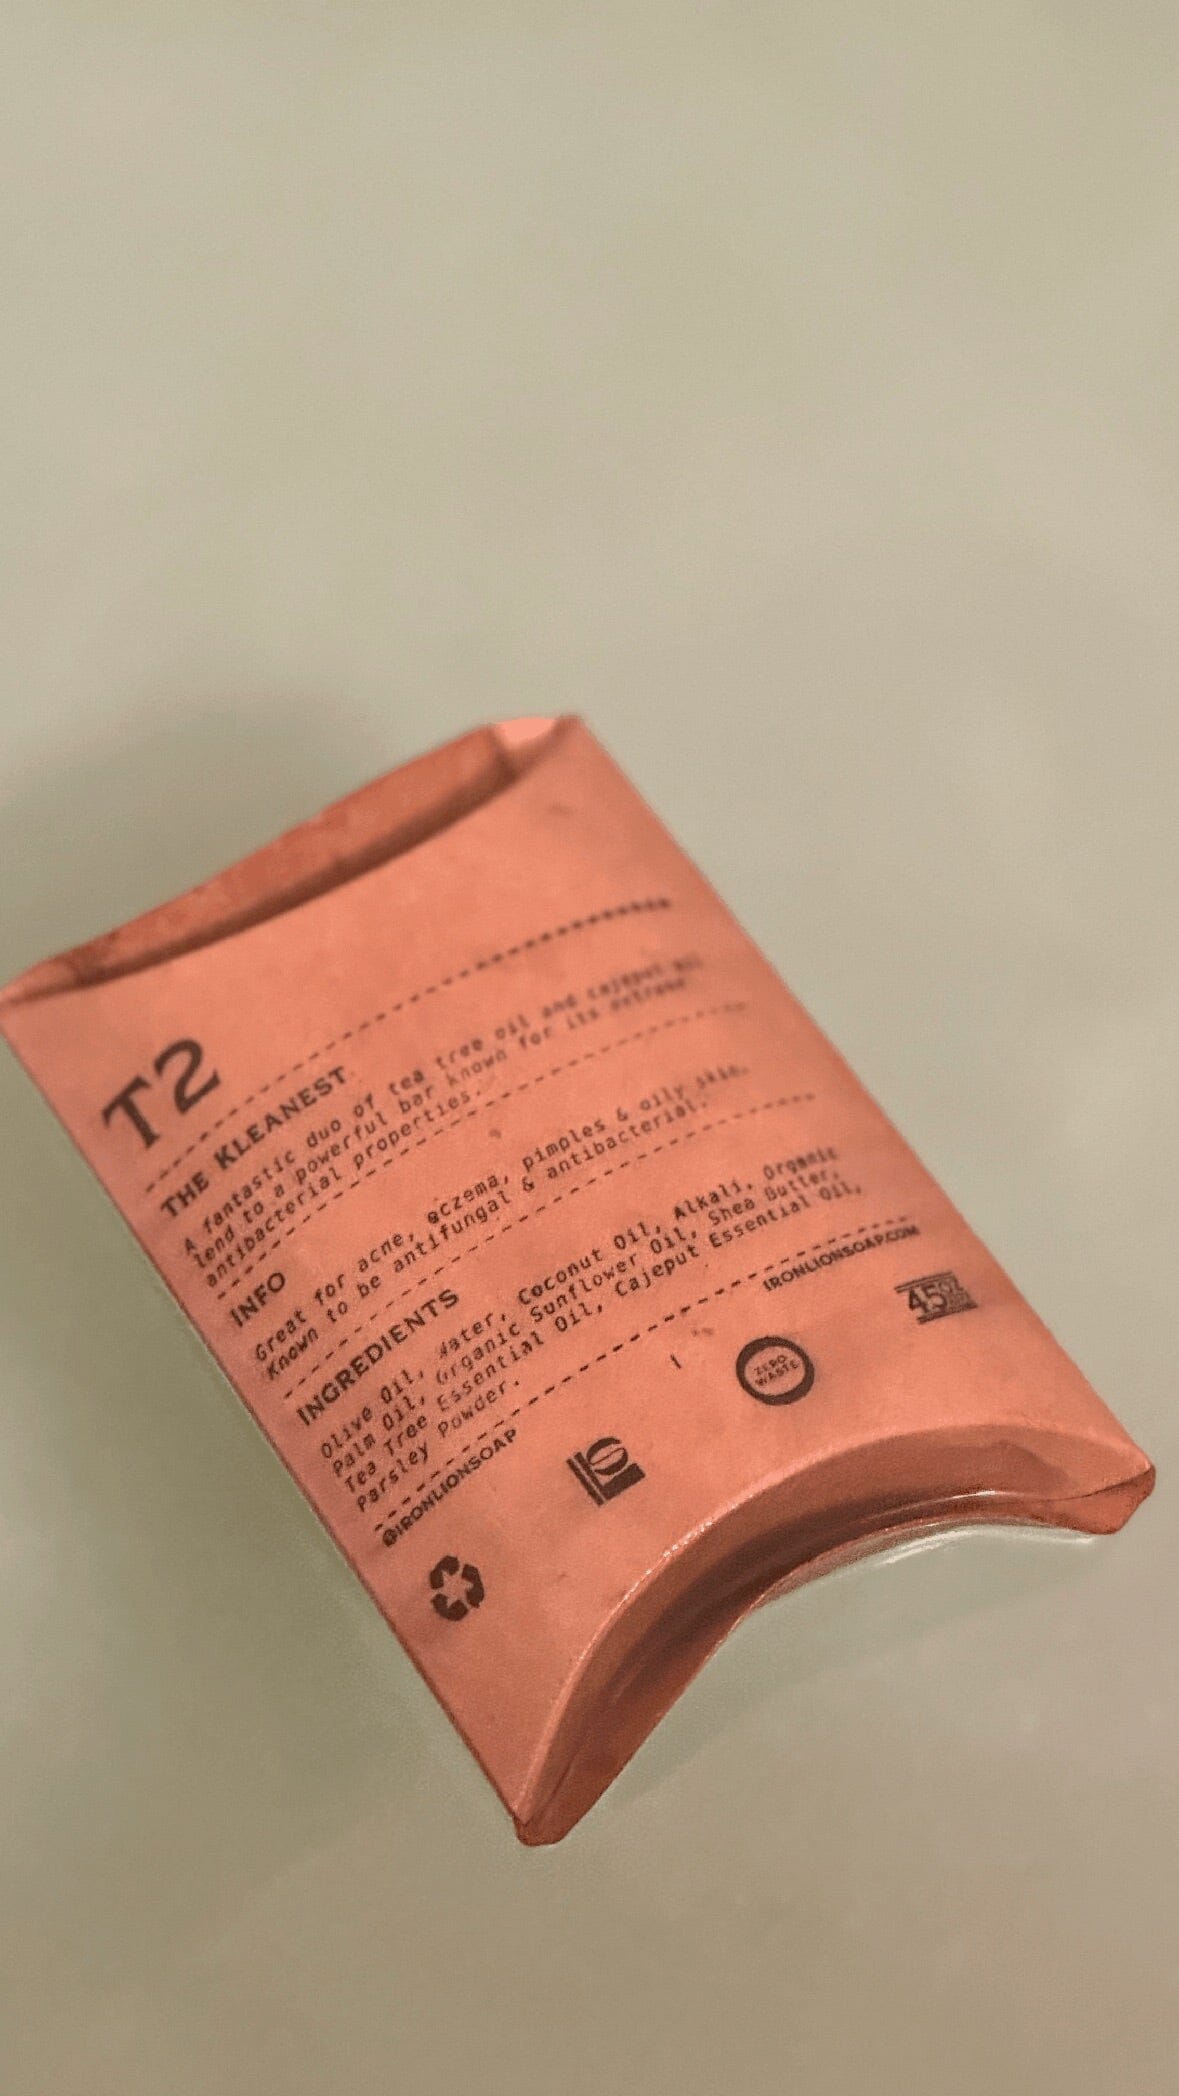 T2
THE KLEANEST
A fantastic duo of tea tree oil and cajeput oil
lend to a powerful bar known for its extreme
antibacterial properties.
INFO
Great for acne, eczema, pimples & oily skin.
Known to be antifungal & antibacterial.
INGREDIENTS
Olive Oil, Water, Coconut Oil, Alkali, Organic
Palm Oil, Organic Sunflower Oil, Shea Butter,
Tea Tree Essential Oil, Cajeput Essential Oil,
Parsley Powder.
@IRONLIONSOAP IRONLIONSOAP.COM
ZERO
WASTE
4.5OZ